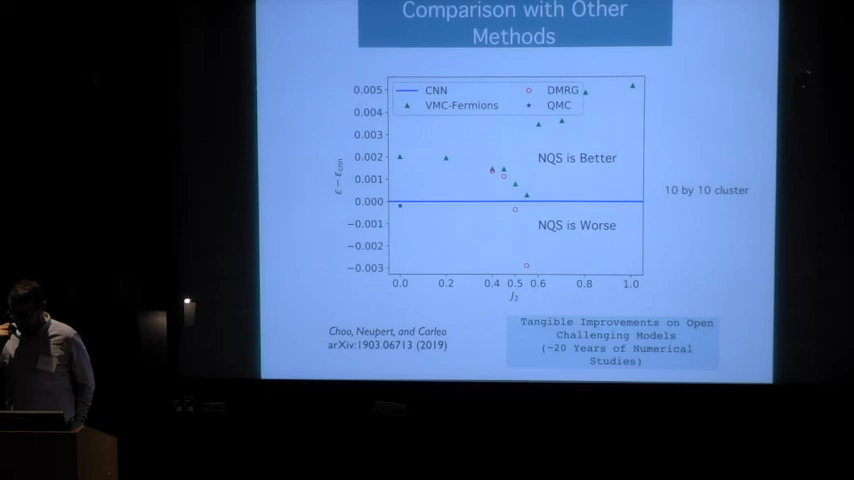 Comparison with Other
Methods
CNN
VMC-Fermions
DMRG
QMC
0.005
0.004
0.003
0.002
0.001
0.000
−0.001
−0.002
−0.003
ε − εcnn
NQS is Better
NQS is Worse
0.0 0.2 0.4 0.5 0.6 0.8 1.0
J2
10 by 10 cluster
Choo, Neupert, and Carleo
arXiv:1903.06713 (2019)
Tangible Improvements on Open
Challenging Models
(~20 Years of Numerical
Studies)